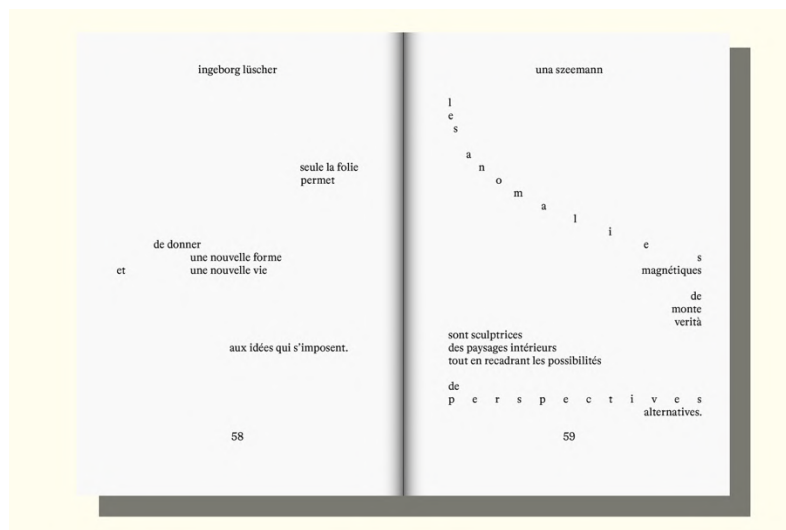 ingeborg lüscher
seule la folie
permet
de donner
une nouvelle forme
et une nouvelle vie
aux idées qui s'imposent.
58
una szeemann
l
e
s
a
n
o
m
a
l
i
e
s
magnétiques
de
monte
verità
sont sculptrices
des paysages intérieurs
tout en recadrant les possibilités
de
p e r s p e c t i v e s
alternatives.
59